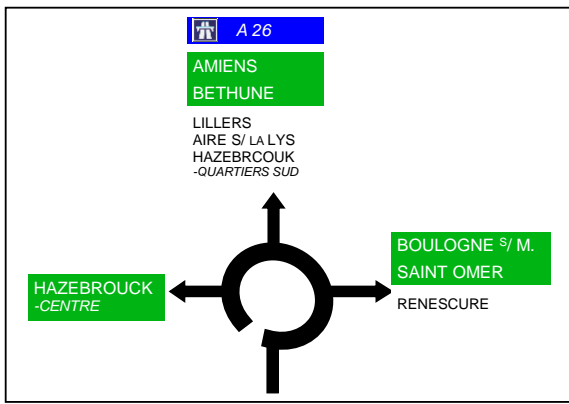 A 26
AMIENS
BETHUNE
LILLERS
AIRE S/ LA LYS
HAZEBRCOUK
-QUARTIERS SUD
BOULOGNE S/ M.
SAINT OMER
RENESCURE
HAZEBROUCK
-CENTRE